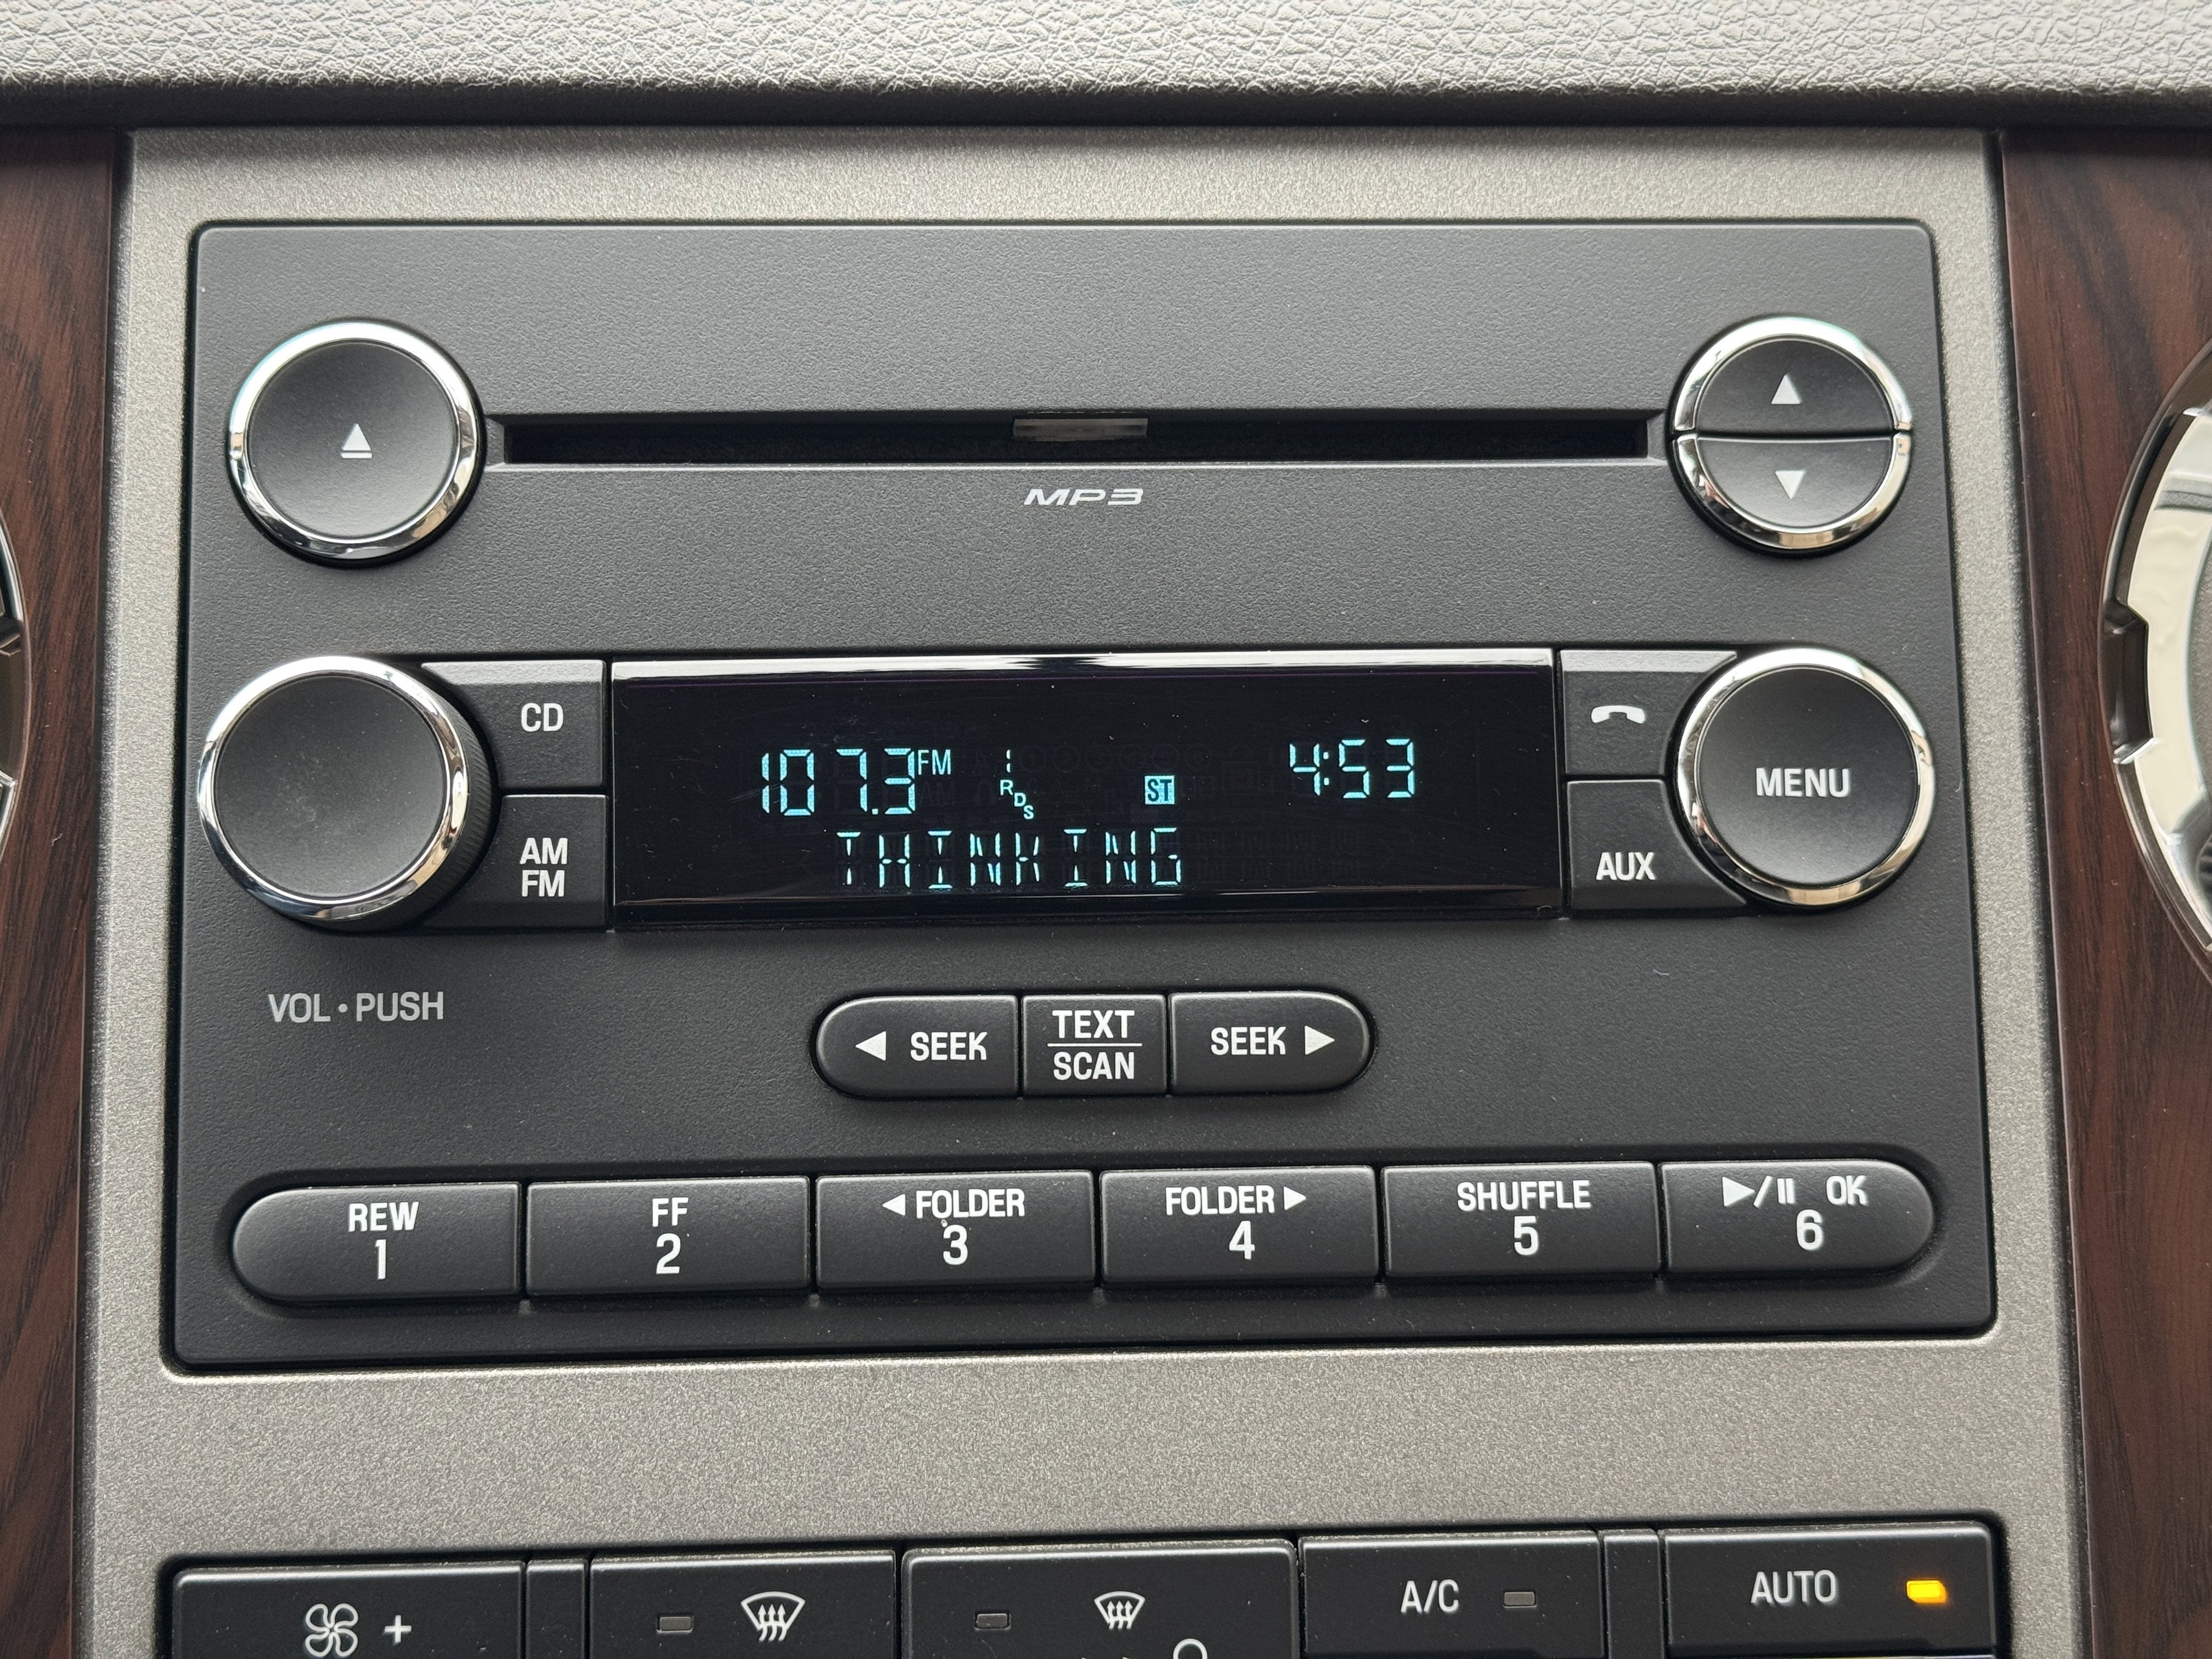 MP3
CD
107.3 FM 1 RDS ST 4:53
THINKING
AM
FM
MENU
AUX
VOL • PUSH
◀ SEEK
TEXT
SCAN
SEEK ▶
REW
1
FF
2
◀ FOLDER
3
FOLDER ▶
4
SHUFFLE
5
▶/II OK
6
+
A/C
AUTO